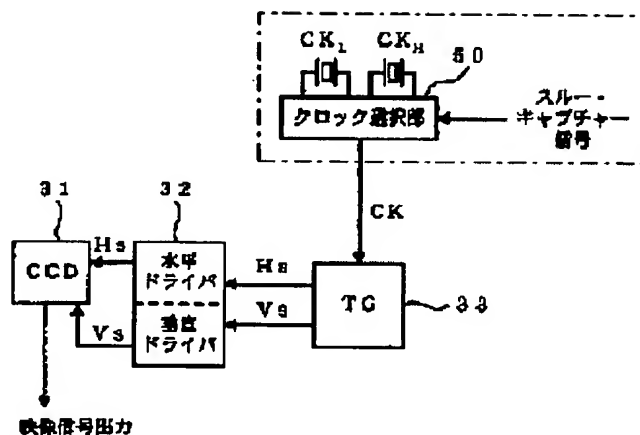 CK_L CK_H
50
クロック選択部
スルー・
キャプチャー
信号
CK
31 32
CCD
Hs
水平
ドライバ
Hs
TG
33
Vs
垂直
ドライバ
Vs
映像信号出力